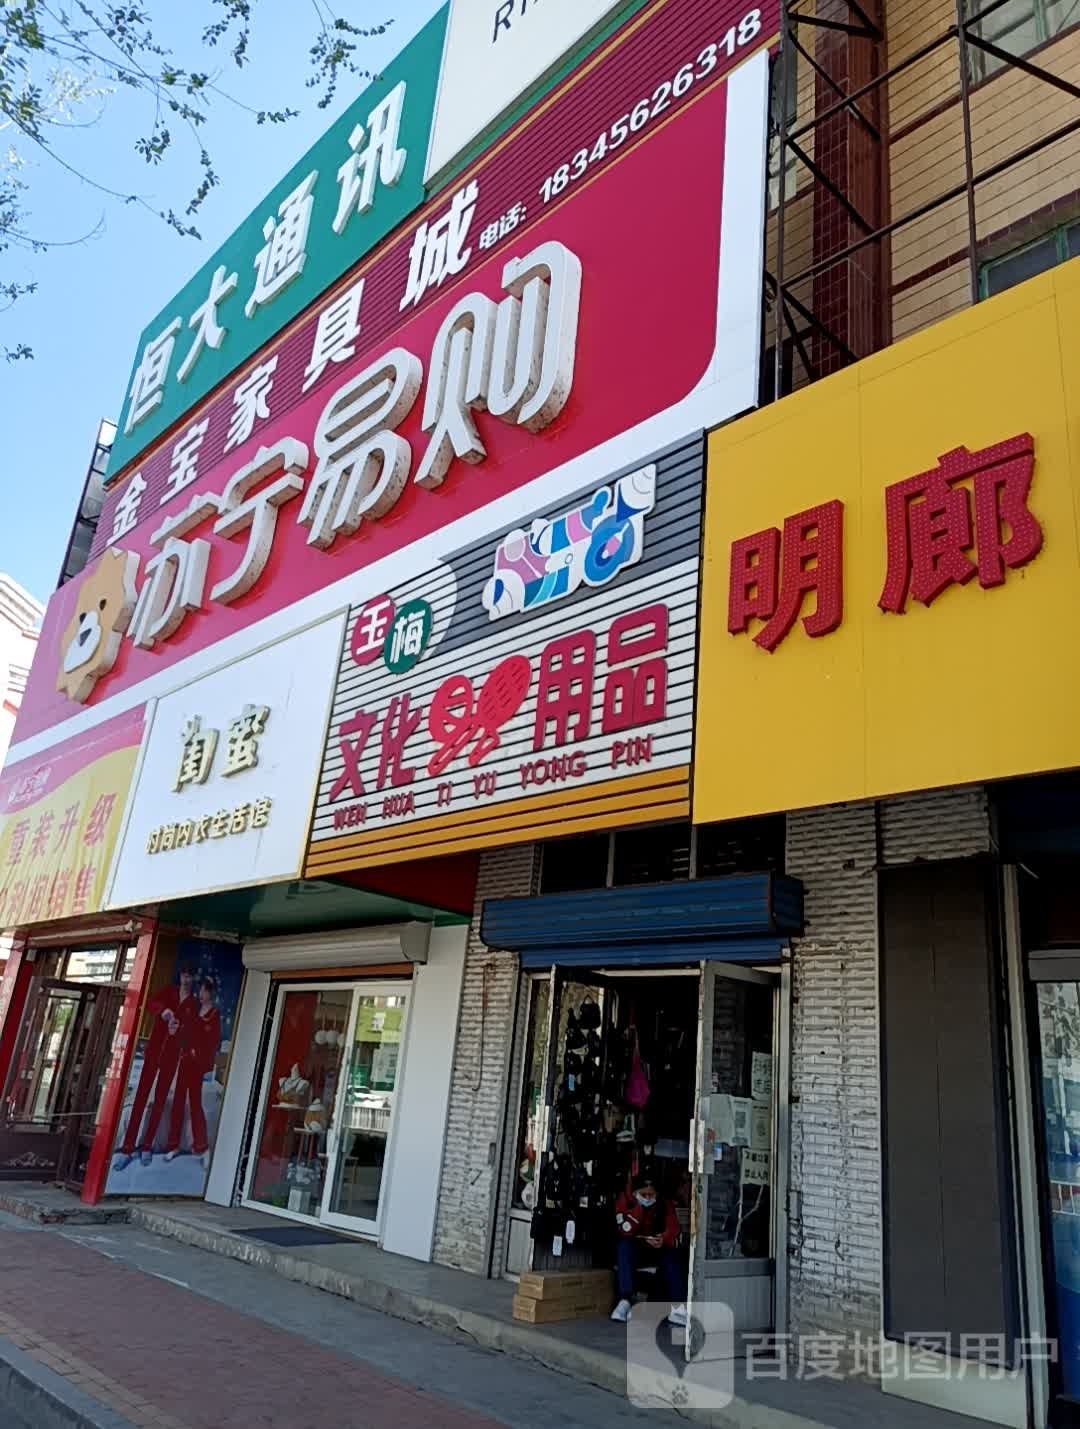 恒大通讯
金宝家具城 电话: 18345626318
苏宁易购
玉梅
文化体育用品
WEN HUA TI YU YONG PIN
明廊
闺蜜
时尚内衣生活馆
重装升级
百度地图用户